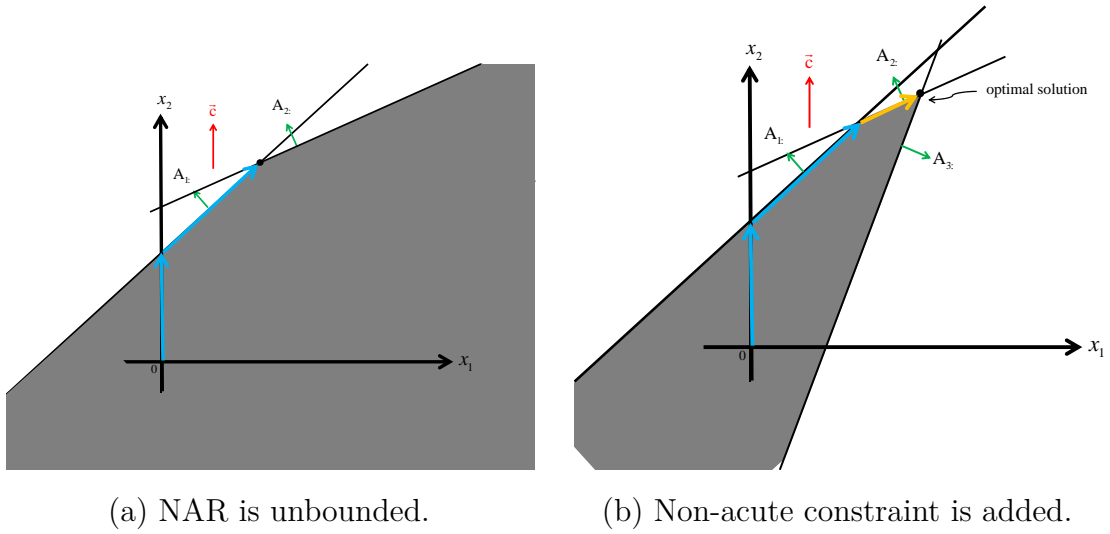 x₂
c⃗
A₂:
A₁:
x₁
0
(a) NAR is unbounded.
x₂
c⃗
A₂:
optimal solution
A₁:
A₃:
x₁
0
(b) Non-acute constraint is added.